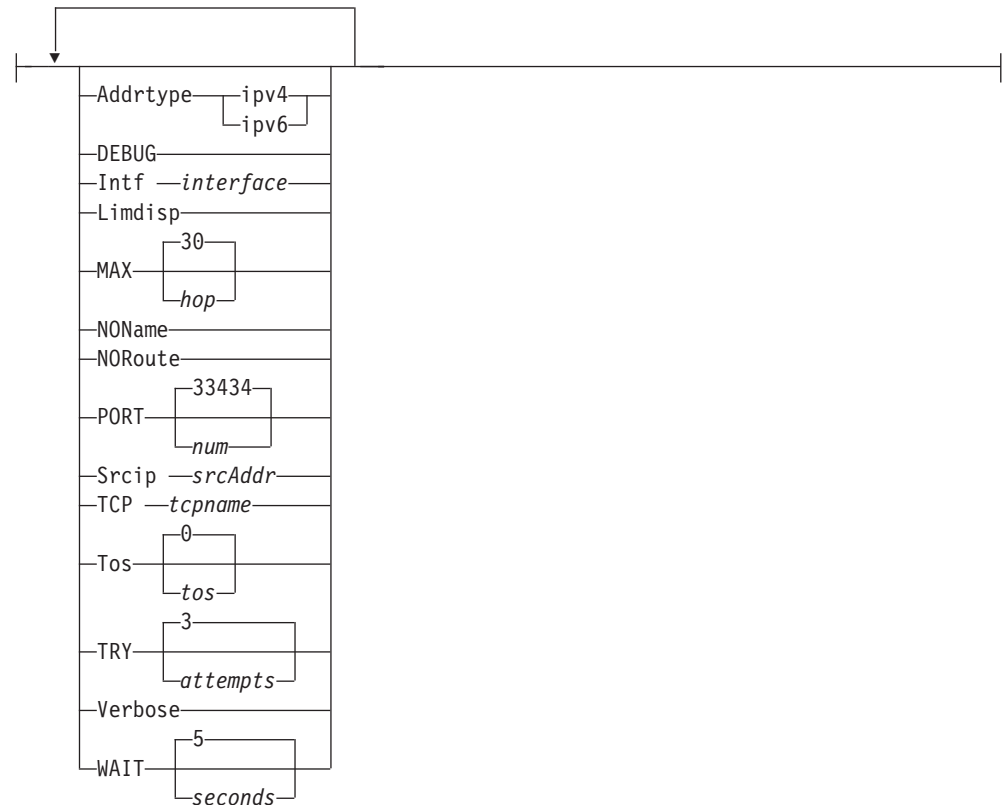 Addrtype ipv4
ipv6
DEBUG
Intf interface
Limdisp
30
MAX
hop
NOName
NORoute
33434
PORT
num
Srcip srcAddr
TCP tcpname
0
Tos
tos
3
TRY
attempts
Verbose
5
WAIT
seconds